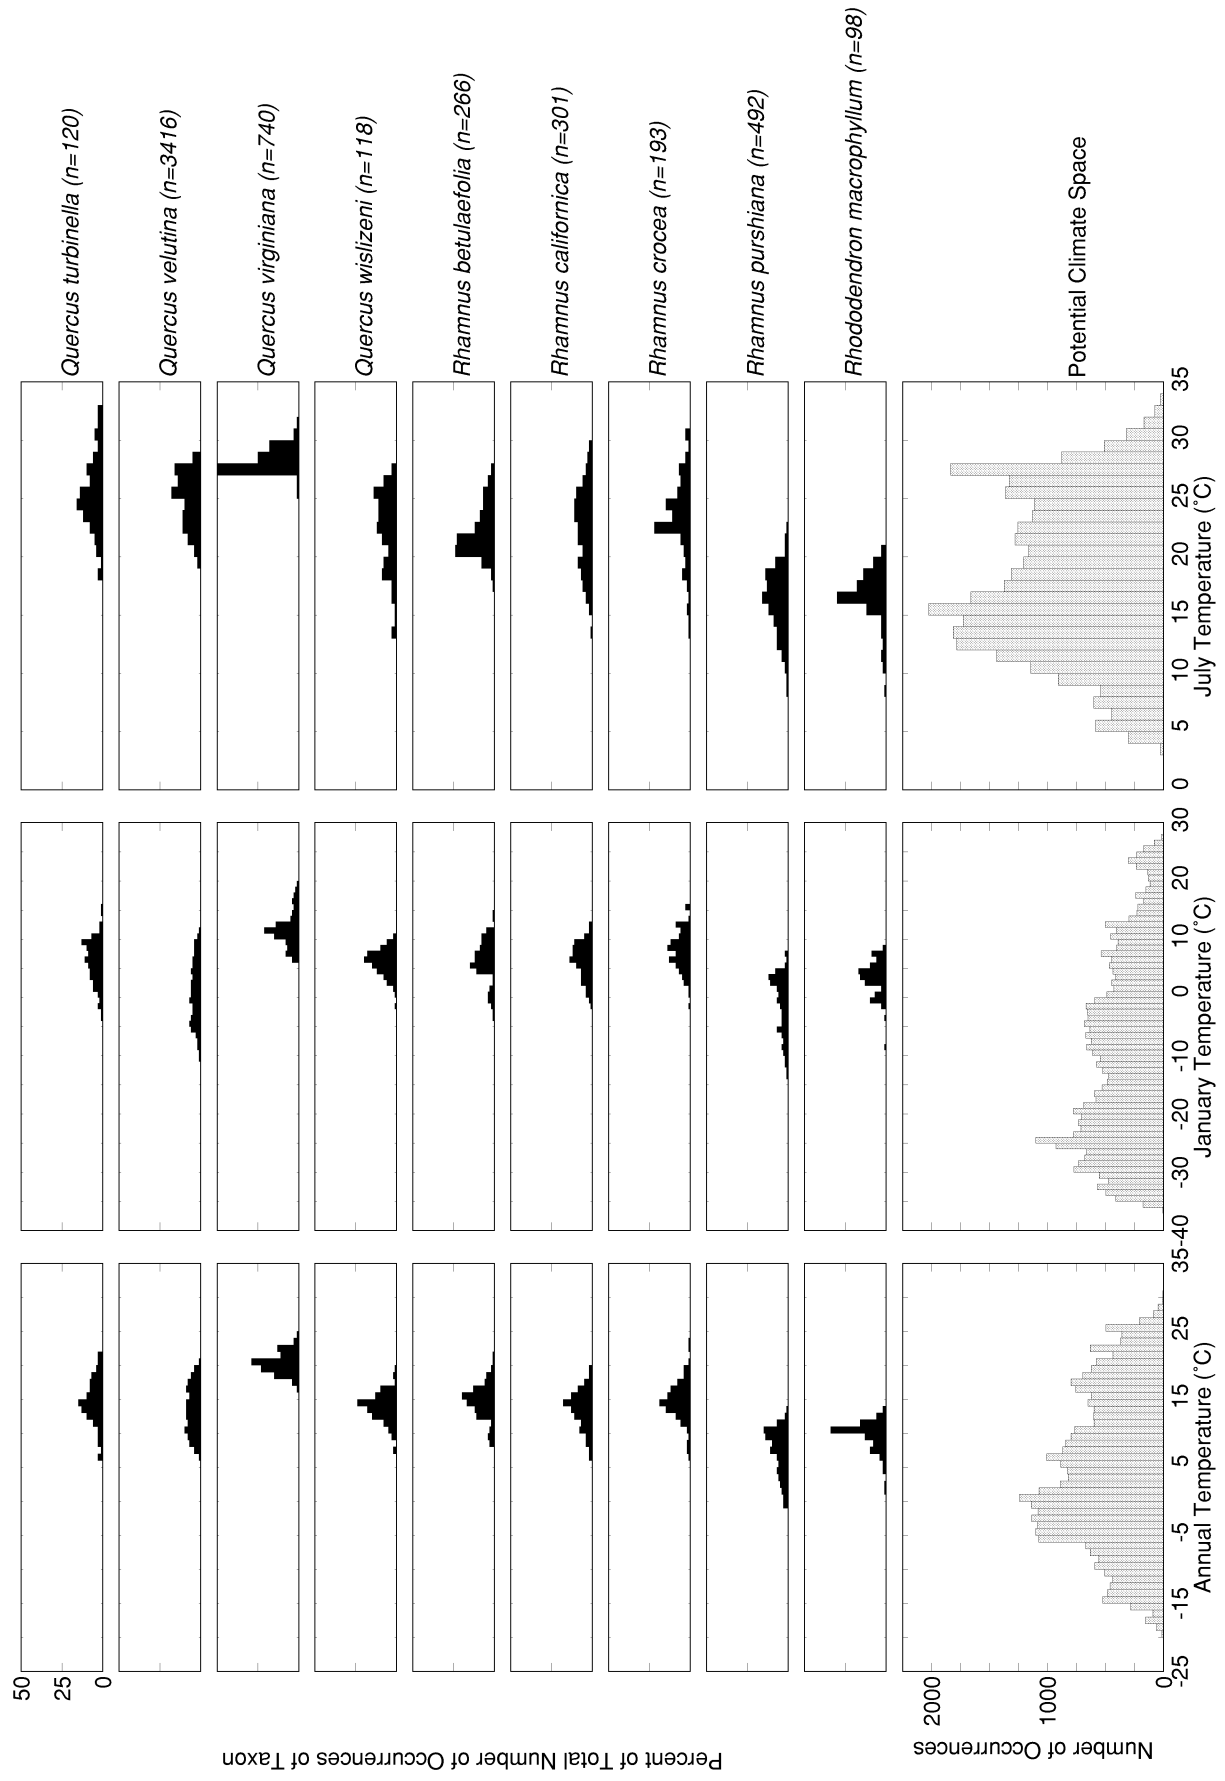 50
25
0
Quercus turbinella (n=120)
Quercus velutina (n=3416)
Quercus virginiana (n=740)
Quercus wislizeni (n=118)
Rhamnus betulaefolia (n=266)
Rhamnus californica (n=301)
Rhamnus crocea (n=193)
Rhamnus purshiana (n=492)
Rhododendron macrophyllum (n=98)
Percent of Total Number of Occurrences of Taxon
Potential Climate Space
2000
1000
0
Number of Occurrences
-25 -15 -5 5 15 25 35
Annual Temperature (˚C)
-40 -30 -20 -10 0 10 20 30
January Temperature (˚C)
0 5 10 15 20 25 30 35
July Temperature (˚C)